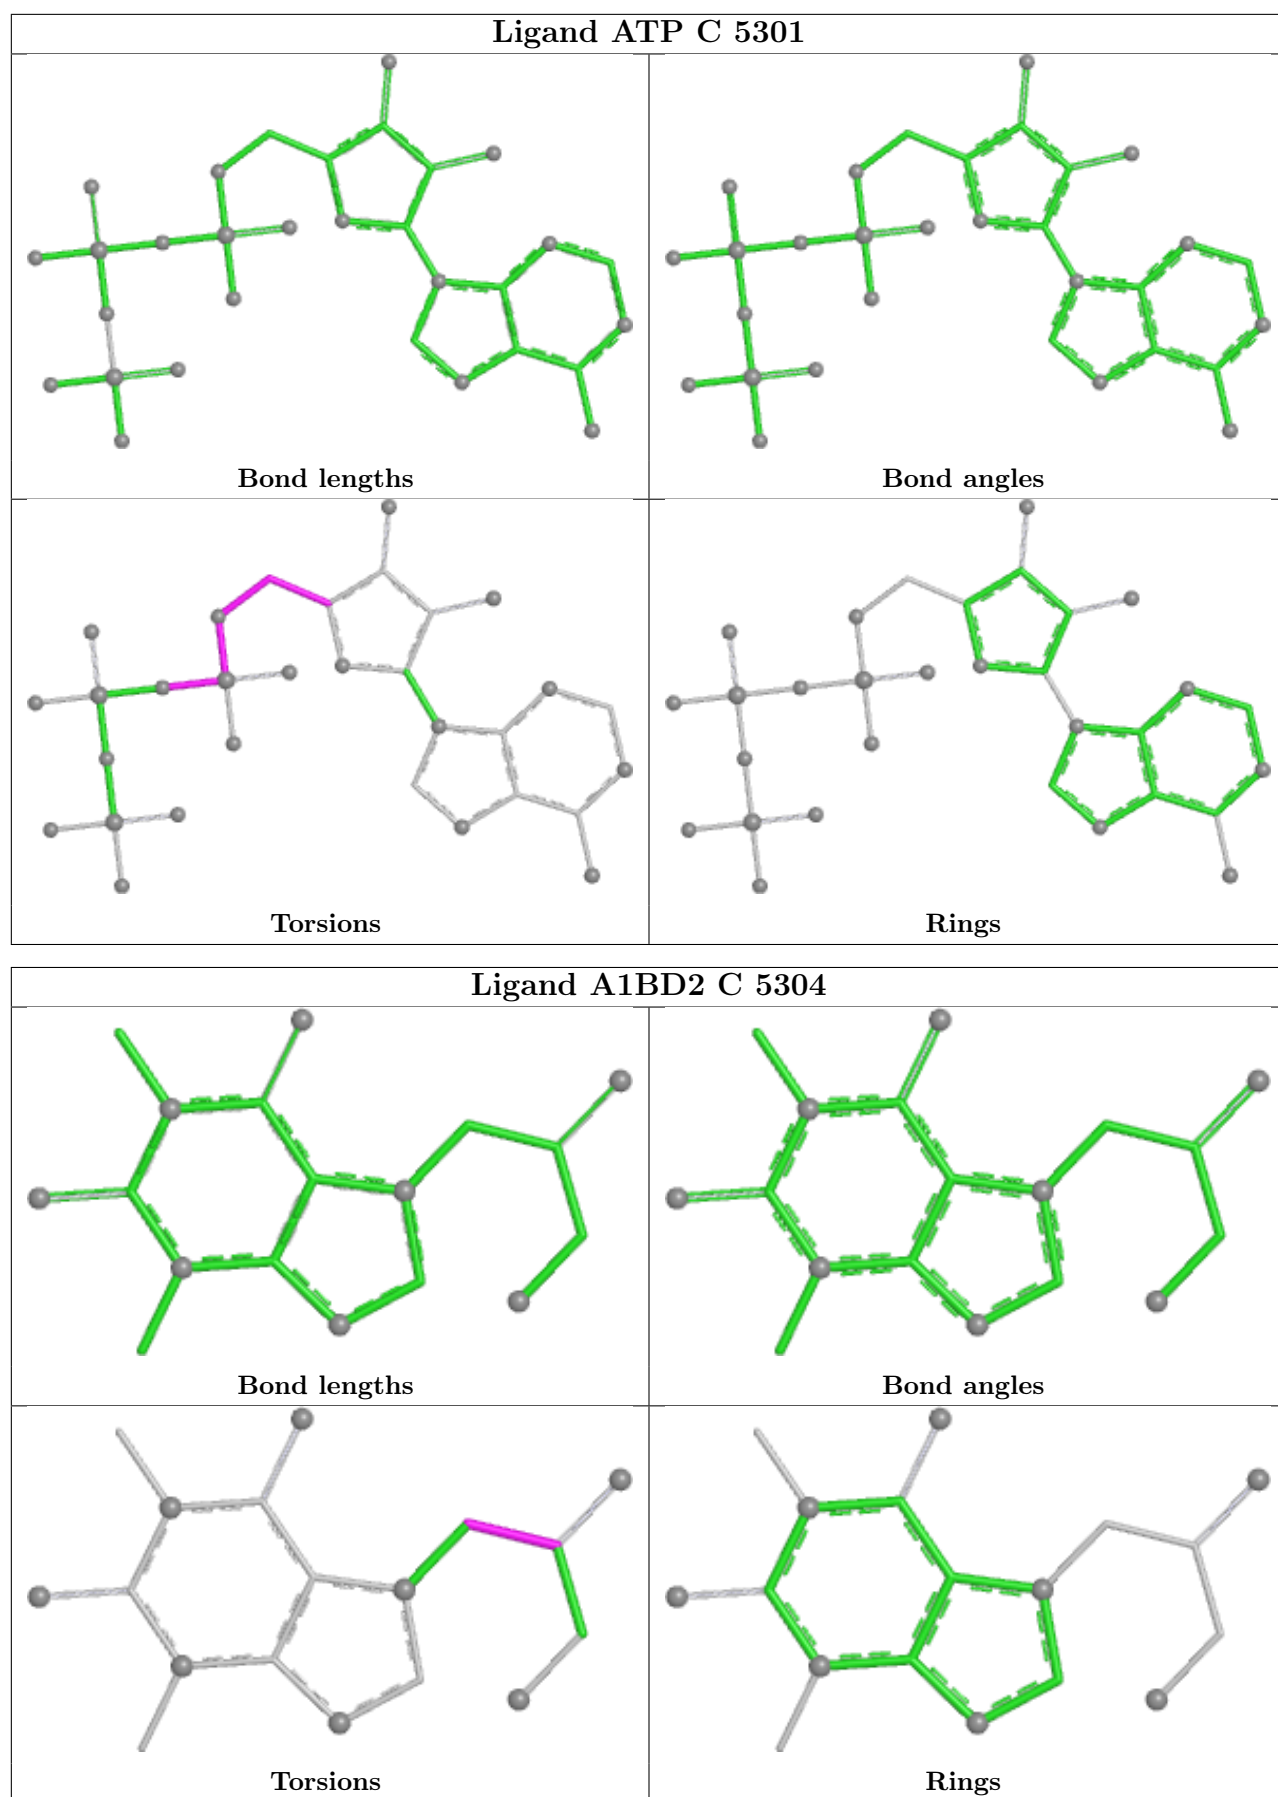 Ligand ATP C 5301
Bond lengths
Bond angles
Torsions
Rings
Ligand A1BD2 C 5304
Bond lengths
Bond angles
Torsions
Rings